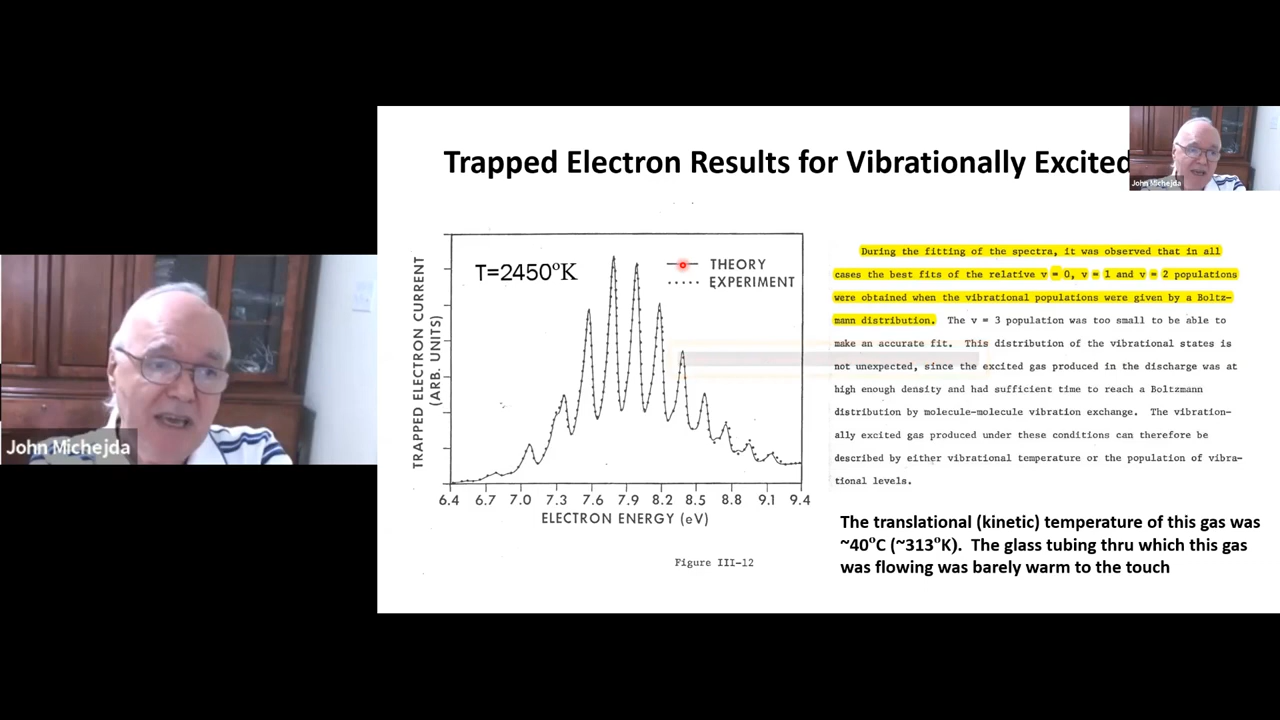 Trapped Electron Results for Vibrationally Excited
John Michejda
John Michejda
T=2450°K
THEORY
EXPERIMENT
TRAPPED ELECTRON CURRENT
(ARB. UNITS)
6.4 6.7 7.0 7.3 7.6 7.9 8.2 8.5 8.8 9.1 9.4
ELECTRON ENERGY (eV)
Figure III-12
During the fitting of the spectra, it was observed that in all
cases the best fits of the relative v = 0, v = 1 and v = 2 populations
were obtained when the vibrational populations were given by a Boltz-
mann distribution. The v = 3 population was too small to be able to
make an accurate fit. This distribution of the vibrational states is
not unexpected, since the excited gas produced in the discharge was at
high enough density and had sufficient time to reach a Boltzmann
distribution by molecule-molecule vibration exchange. The vibration-
ally excited gas produced under these conditions can therefore be
described by either vibrational temperature or the population of vibra-
tional levels.
The translational (kinetic) temperature of this gas was
~40°C (~313°K). The glass tubing thru which this gas
was flowing was barely warm to the touch